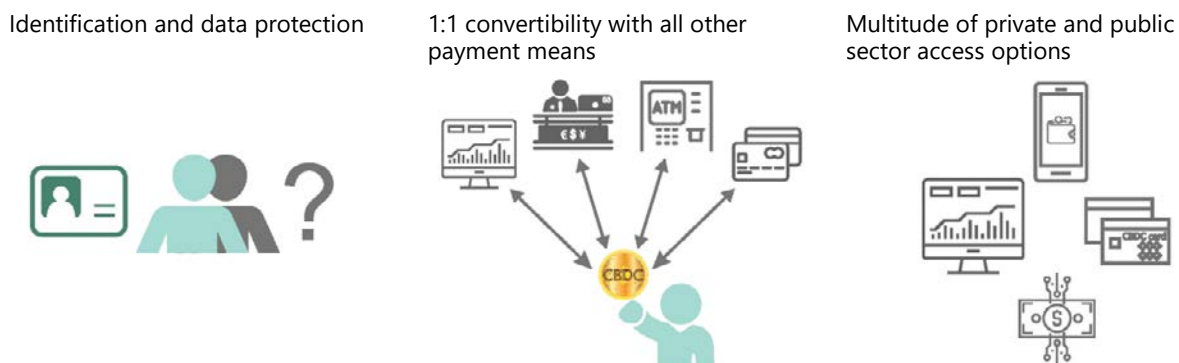 Identification and data protection
1:1 convertibility with all other
payment means
Multitude of private and public
sector access options
ATM
€$¥
CBDC
CBDC card
$